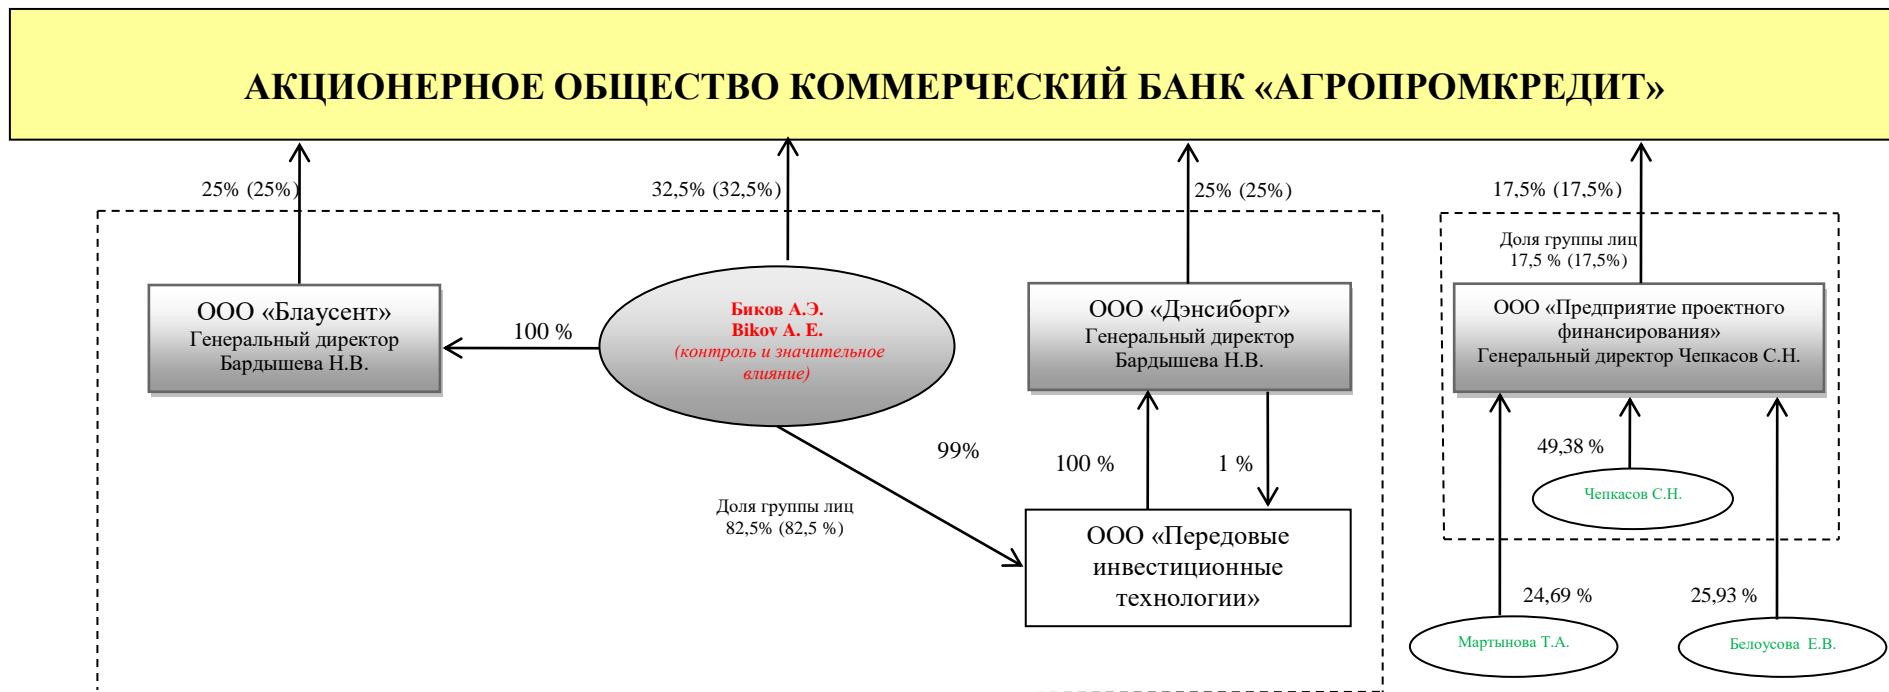 АКЦИОНЕРНОЕ ОБЩЕСТВО КОММЕРЧЕСКИЙ БАНК «АГРОПРОМКРЕДИТ»
25% (25%)
32,5% (32,5%)
25% (25%)
17,5% (17,5%)
Доля группы лиц
17,5 % (17,5%)
ООО «Блаусент»
Генеральный директор
Бардышева Н.В.
100 %
Биков А.Э.
Bikov A. E.
(контроль и значительное
влияние)
ООО «Дэнсиборг»
Генеральный директор
Бардышева Н.В.
ООО «Предприятие проектного
финансирования»
Генеральный директор Чепкасов С.Н.
99%
100 %
1 %
49,38 %
Чепкасов С.Н.
Доля группы лиц
82,5% (82,5 %)
ООО «Передовые
инвестиционные
технологии»
24,69 %
25,93 %
Мартынова Т.А.
Белоусова Е.В.